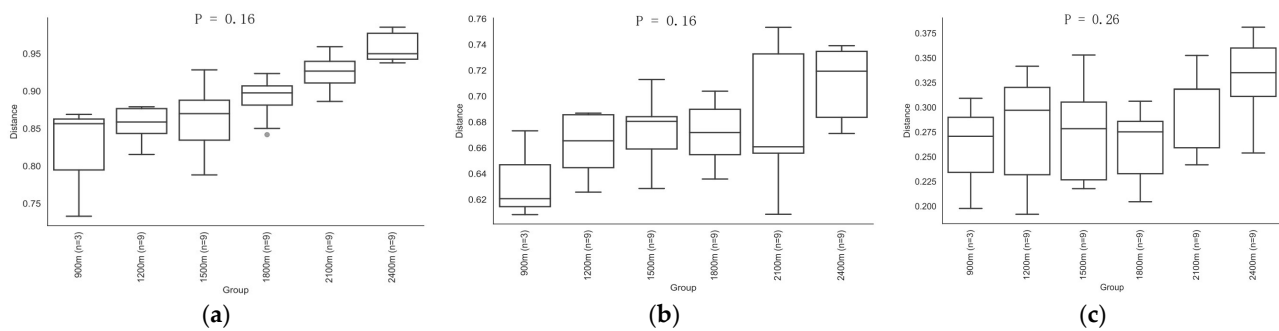 P = 0.16
Distance
0.95
0.90
0.85
0.80
0.75
900m (n=3)
1200m (n=9)
1500m (n=9)
1800m (n=9)
2100m (n=9)
2400m (n=9)
Group
(a)
P = 0.16
Distance
0.76
0.74
0.72
0.70
0.68
0.66
0.64
0.62
900m (n=3)
1200m (n=9)
1500m (n=9)
1800m (n=9)
2100m (n=9)
2400m (n=9)
Group
(b)
P = 0.26
Distance
0.375
0.350
0.325
0.300
0.275
0.250
0.225
0.200
900m (n=3)
1200m (n=9)
1500m (n=9)
1800m (n=9)
2100m (n=9)
2400m (n=9)
Group
(c)